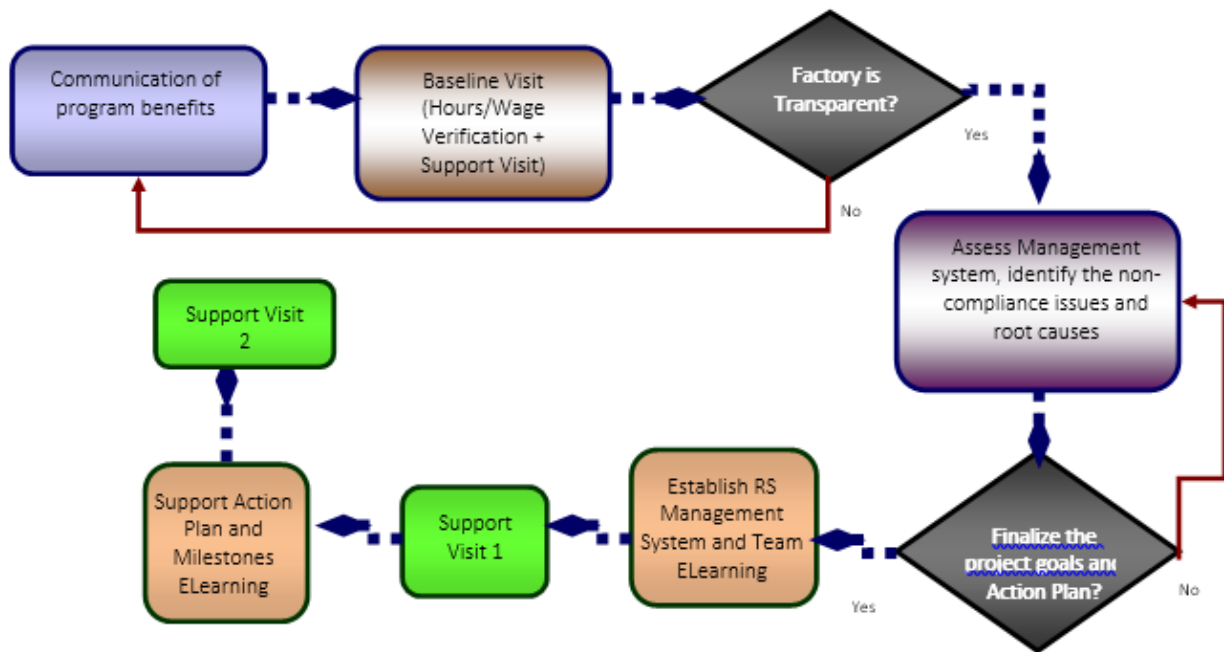 Communication of
program benefits
Baseline Visit
(Hours/Wage
Verification +
Support Visit)
Factory is
Transparent?
Yes
No
Assess Management
system, identify the non-
compliance issues and
root causes
Support Visit
2
Support Action
Plan and
Milestones
ELearning
Support
Visit 1
Establish RS
Management
System and Team
ELearning
Finalize the
project goals and
Action Plan?
Yes
No